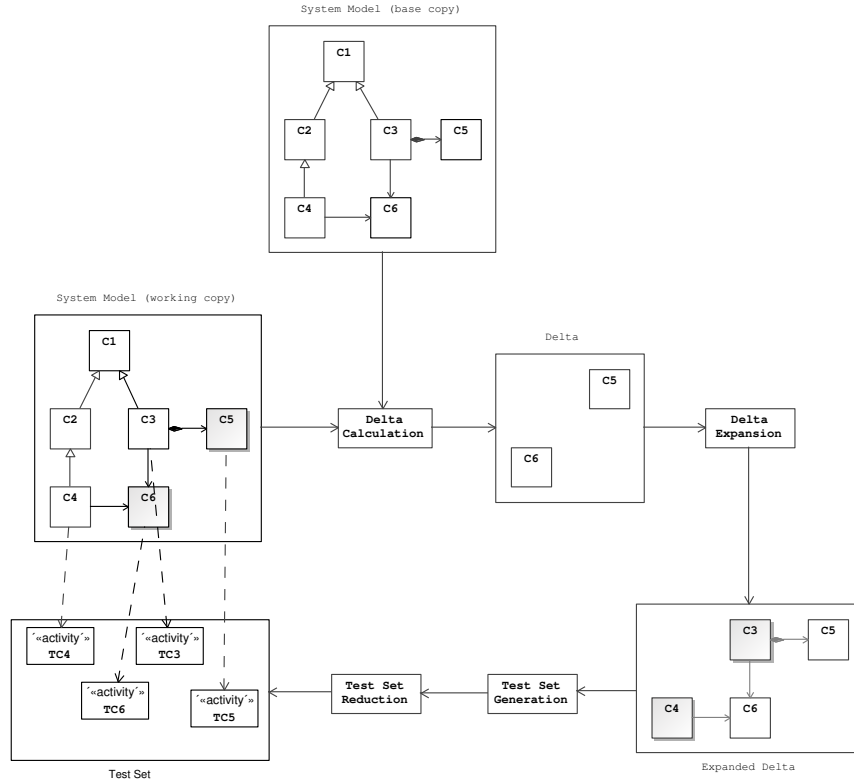 System Model (base copy)
C1
C2
C3
C5
C4
C6
System Model (working copy)
C1
C2
C3
C5
C4
C6
Delta
Calculation
Delta
C5
C6
Delta
Expansion
´«activity´»
TC4
´«activity´»
TC3
´«activity´»
TC6
´«activity´»
TC5
Test Set
Test Set
Reduction
Test Set
Generation
C3
C5
C4
C6
Expanded Delta